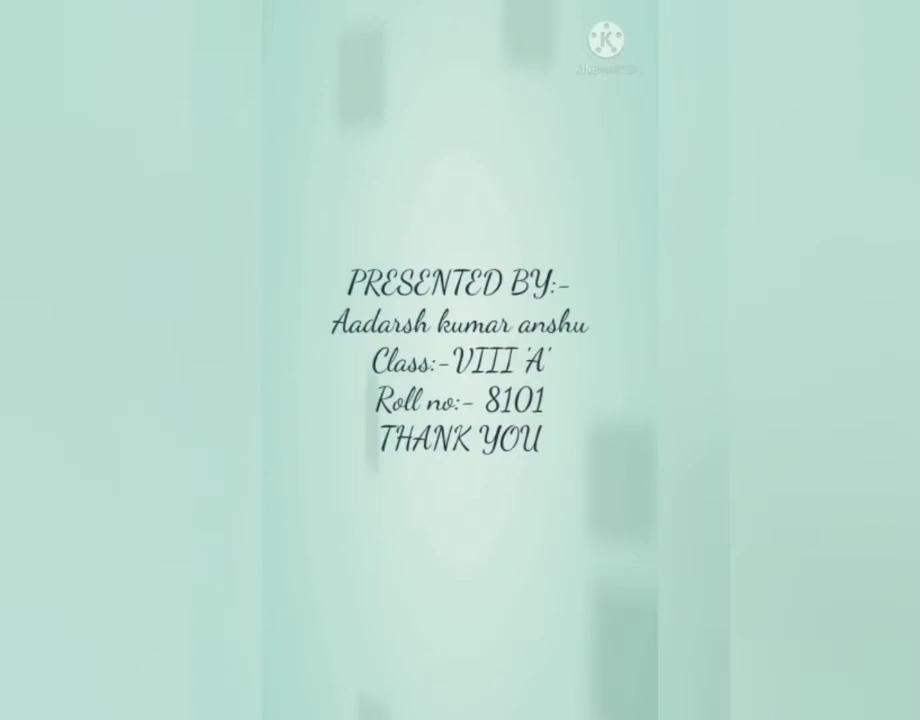 PRESENTED BY:-
Aadarsh kumar anshu
Class:-VIII 'A'
Roll no:- 8101
THANK YOU
K